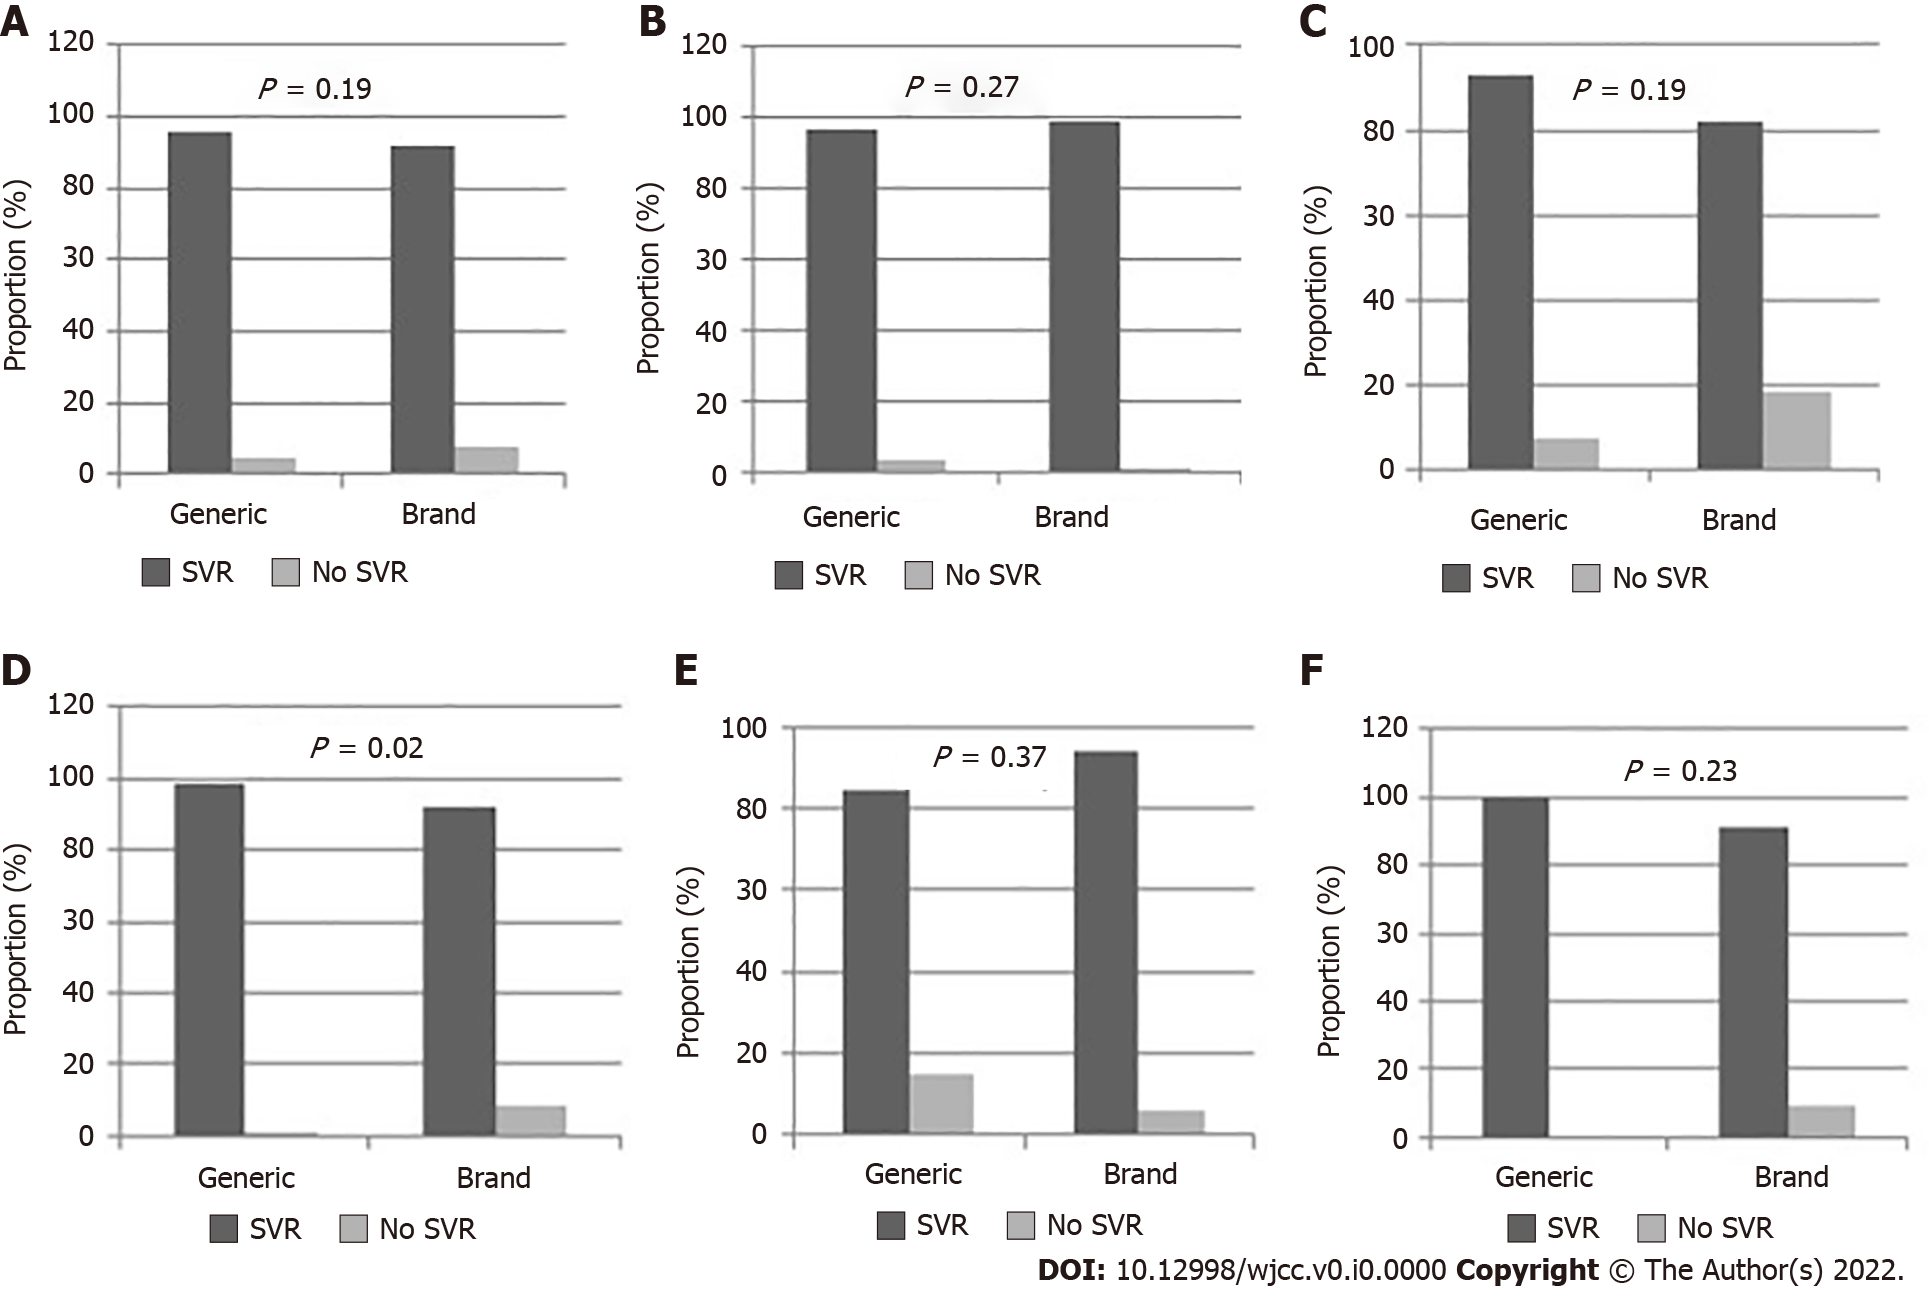 A
120
P = 0.19
100
80
30
40
20
0
Proportion (%)
Generic Brand
SVR No SVR
B
120
P = 0.27
100
80
30
40
20
0
Proportion (%)
Generic Brand
SVR No SVR
C
100
P = 0.19
80
30
40
20
0
Proportion (%)
Generic Brand
SVR No SVR
D
120
P = 0.02
100
80
30
40
20
0
Proportion (%)
Generic Brand
SVR No SVR
E
100
P = 0.37
80
30
40
20
0
Proportion (%)
Generic Brand
SVR No SVR
F
120
P = 0.23
100
80
30
40
20
0
Proportion (%)
Generic Brand
SVR No SVR
DOI: 10.12998/wjcc.v0.i0.0000 Copyright © The Author(s) 2022.